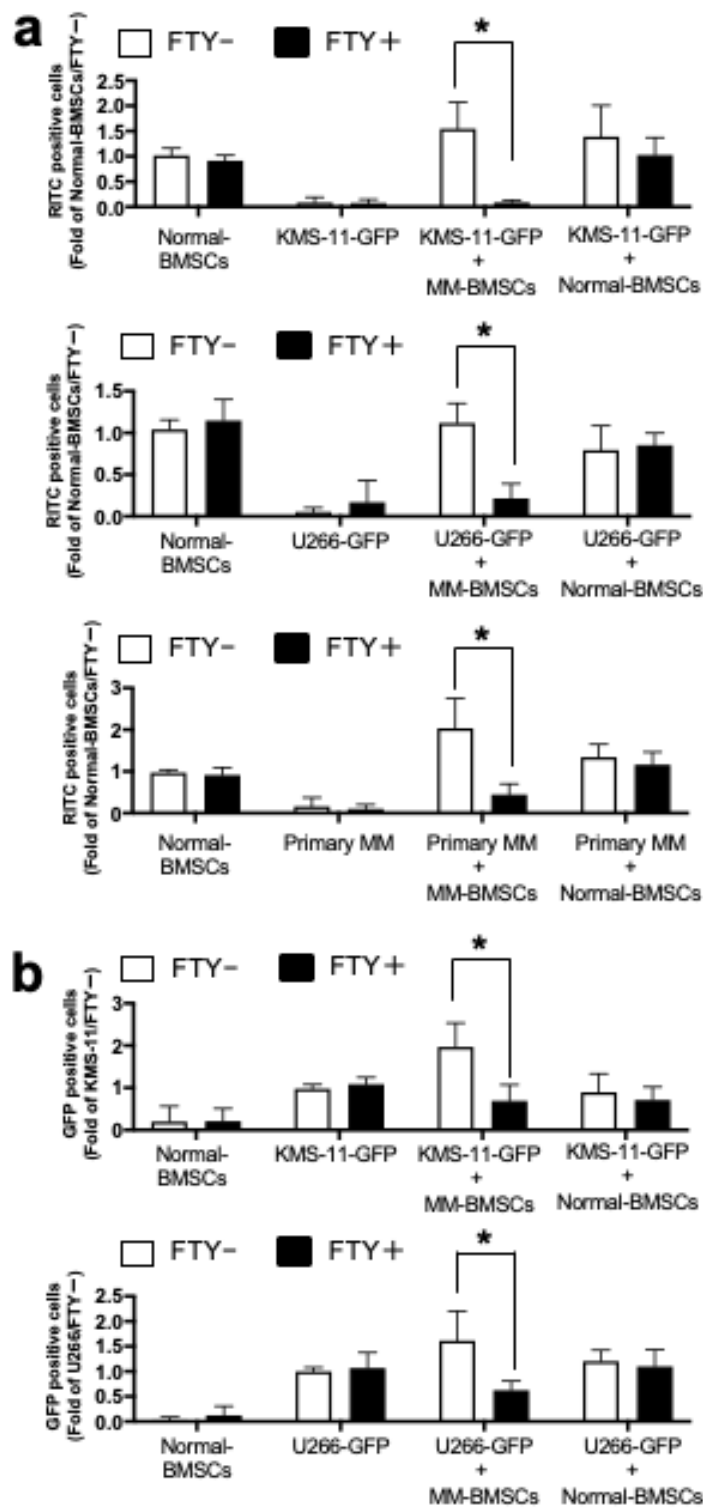 a
FTY− FTY+
*
RITC positive cells
(Fold of Normal-BMSCs/FTY−)
2.5
2.0
1.5
1.0
0.5
0.0
Normal-
BMSCs
KMS-11-GFP
KMS-11-GFP
+
MM-BMSCs
KMS-11-GFP
+
Normal-BMSCs
FTY− FTY+
*
RITC positive cells
(Fold of Normal-BMSCs/FTY−)
1.5
1.0
0.5
0.0
Normal-
BMSCs
U266-GFP
U266-GFP
+
MM-BMSCs
U266-GFP
+
Normal-BMSCs
FTY− FTY+
*
RITC positive cells
(Fold of Normal-BMSCs/FTY−)
3
2
1
0
Normal-
BMSCs
Primary MM
Primary MM
+
MM-BMSCs
Primary MM
+
Normal-BMSCs
b
FTY− FTY+
*
GFP positive cells
(Fold of KMS-11/FTY−)
3
2
1
0
Normal-
BMSCs
KMS-11-GFP
KMS-11-GFP
+
MM-BMSCs
KMS-11-GFP
+
Normal-BMSCs
FTY− FTY+
*
GFP positive cells
(Fold of U266/FTY−)
2.5
2.0
1.5
1.0
0.5
0.0
Normal-
BMSCs
U266-GFP
U266-GFP
+
MM-BMSCs
U266-GFP
+
Normal-BMSCs